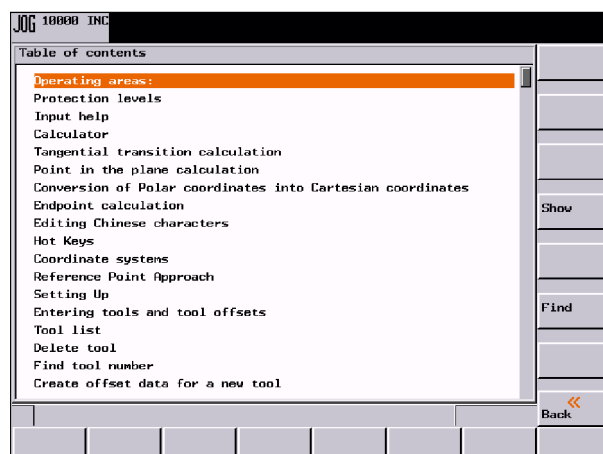 JOG 10000 INC
Table of contents
Operating areas:
Protection levels
Input help
Calculator
Tangential transition calculation
Point in the plane calculation
Conversion of Polar coordinates into Cartesian coordinates
Endpoint calculation
Editing Chinese characters
Hot Keys
Coordinate systems
Reference Point Approach
Setting Up
Entering tools and tool offsets
Tool list
Delete tool
Find tool number
Create offset data for a new tool
Show
Find
Back